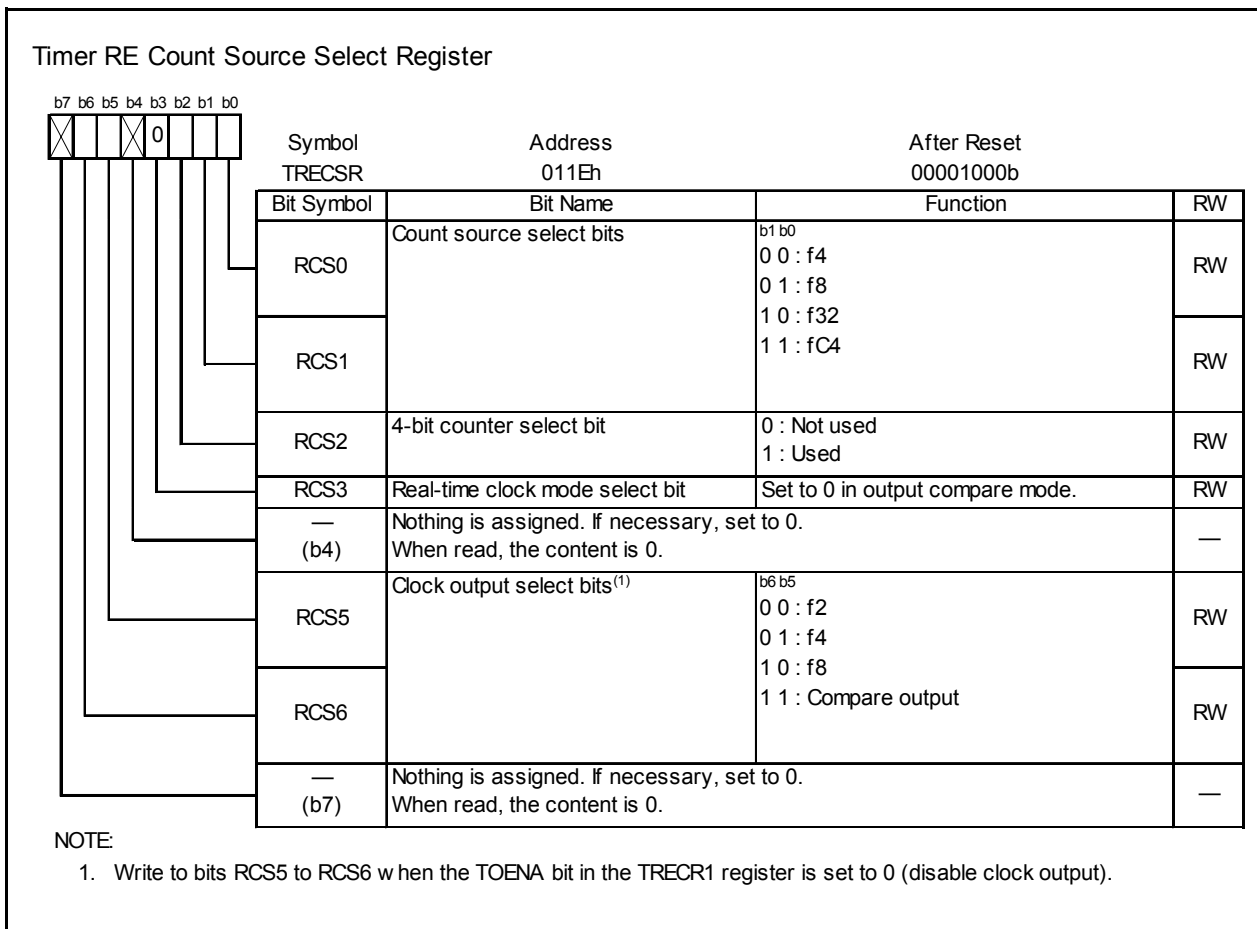 Timer RE Count Source Select Register
b7 b6 b5 b4 b3 b2 b1 b0
0
Symbol Address After Reset
TRECSR 011Eh 00001000b
Bit Symbol Bit Name Function RW
RCS0 Count source select bits b1 b0 RW
0 0 : f4
0 1 : f8
1 0 : f32
RCS1 1 1 : fC4 RW
RCS2 4-bit counter select bit 0 : Not used RW
1 : Used
RCS3 Real-time clock mode select bit Set to 0 in output compare mode. RW
— Nothing is assigned. If necessary, set to 0. —
(b4) When read, the content is 0.
RCS5 Clock output select bits(1) b6 b5 RW
0 0 : f2
0 1 : f4
1 0 : f8
RCS6 1 1 : Compare output RW
— Nothing is assigned. If necessary, set to 0. —
(b7) When read, the content is 0.
NOTE:
1. Write to bits RCS5 to RCS6 w hen the TOENA bit in the TRECR1 register is set to 0 (disable clock output).